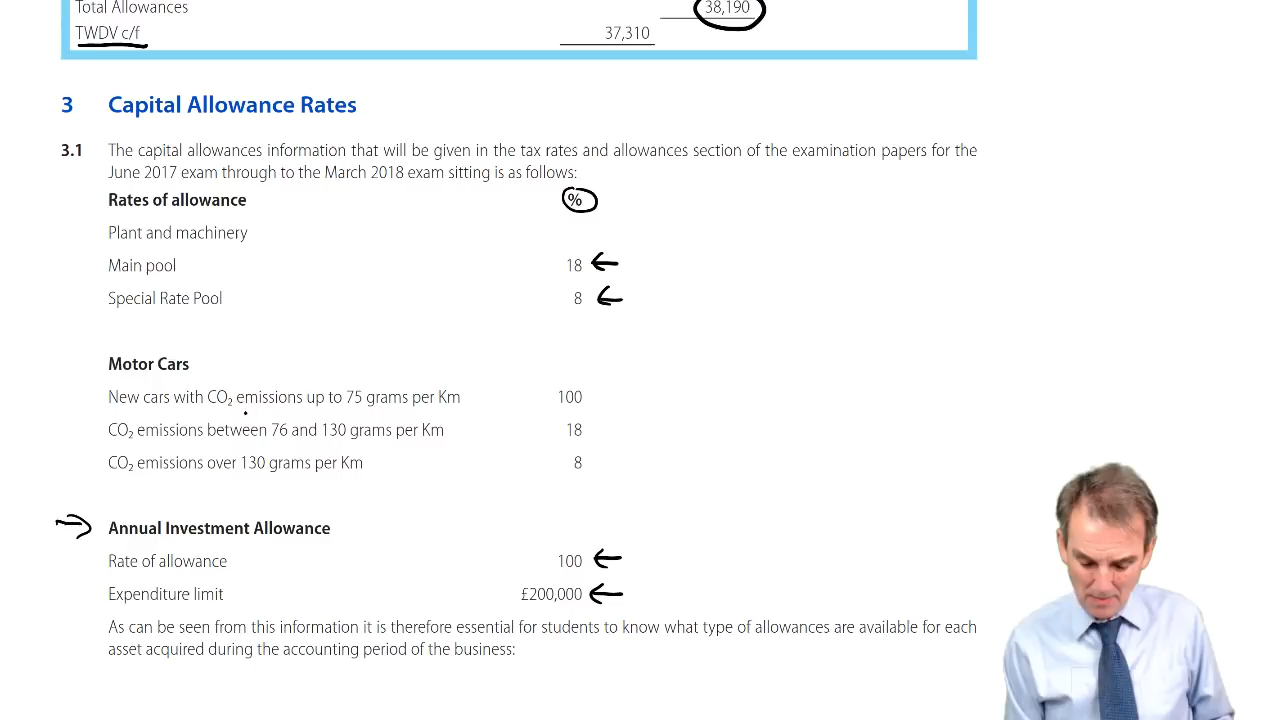 Total Allowances 38,190
TWDV c/f 37,310
3 Capital Allowance Rates
3.1 The capital allowances information that will be given in the tax rates and allowances section of the examination papers for the
June 2017 exam through to the March 2018 exam sitting is as follows:
Rates of allowance %
Plant and machinery
Main pool 18
Special Rate Pool 8
Motor Cars
New cars with CO₂ emissions up to 75 grams per Km 100
CO₂ emissions between 76 and 130 grams per Km 18
CO₂ emissions over 130 grams per Km 8
Annual Investment Allowance
Rate of allowance 100
Expenditure limit £200,000
As can be seen from this information it is therefore essential for students to know what type of allowances are available for each
asset acquired during the accounting period of the business: